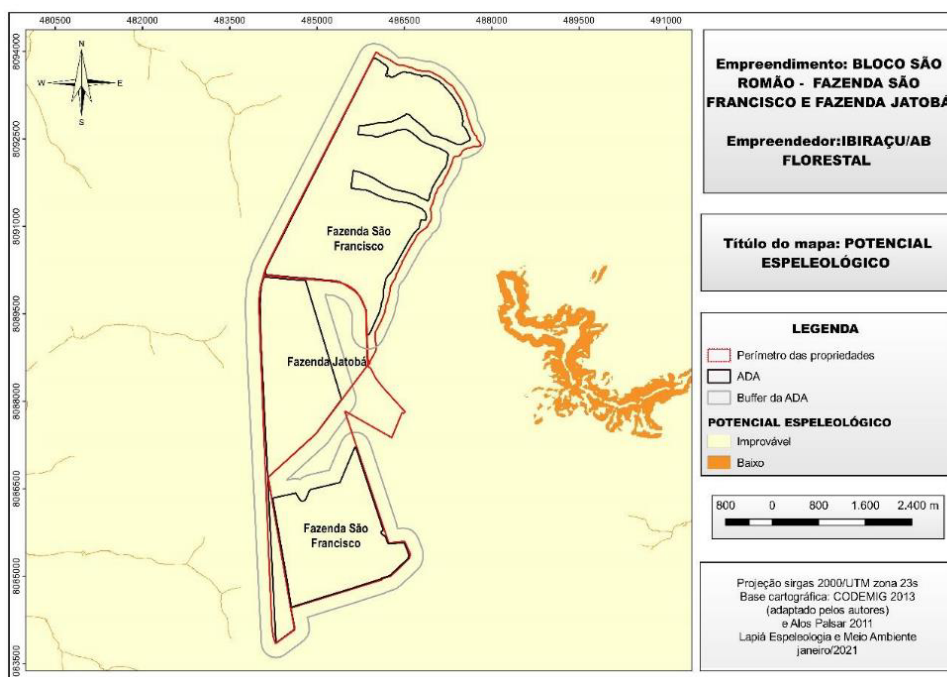 480500 482000 483500 485000 486500 488000 489500 491000
8094000
8092500
8091000
8089500
8088000
8086500
8085000
8083500
N
W E
S
Fazenda São
Francisco
Fazenda Jatobá
Fazenda São
Francisco
Empreendimento: BLOCO SÃO
ROMÃO - FAZENDA SÃO
FRANCISCO E FAZENDA JATOBÁ
Empreendedor:IBIRAÇU/AB
FLORESTAL
Título do mapa: POTENCIAL
ESPELEOLÓGICO
LEGENDA
Perímetro das propriedades
ADA
Buffer da ADA
POTENCIAL ESPELEOLÓGICO
Improvável
Baixo
800 0 800 1.600 2.400 m
Projeção sirgas 2000/UTM zona 23s
Base cartográfica: CODEMIG 2013
(adaptado pelos autores)
e Alos Palsar 2011
Lapiá Espeleologia e Meio Ambiente
janeiro/2021